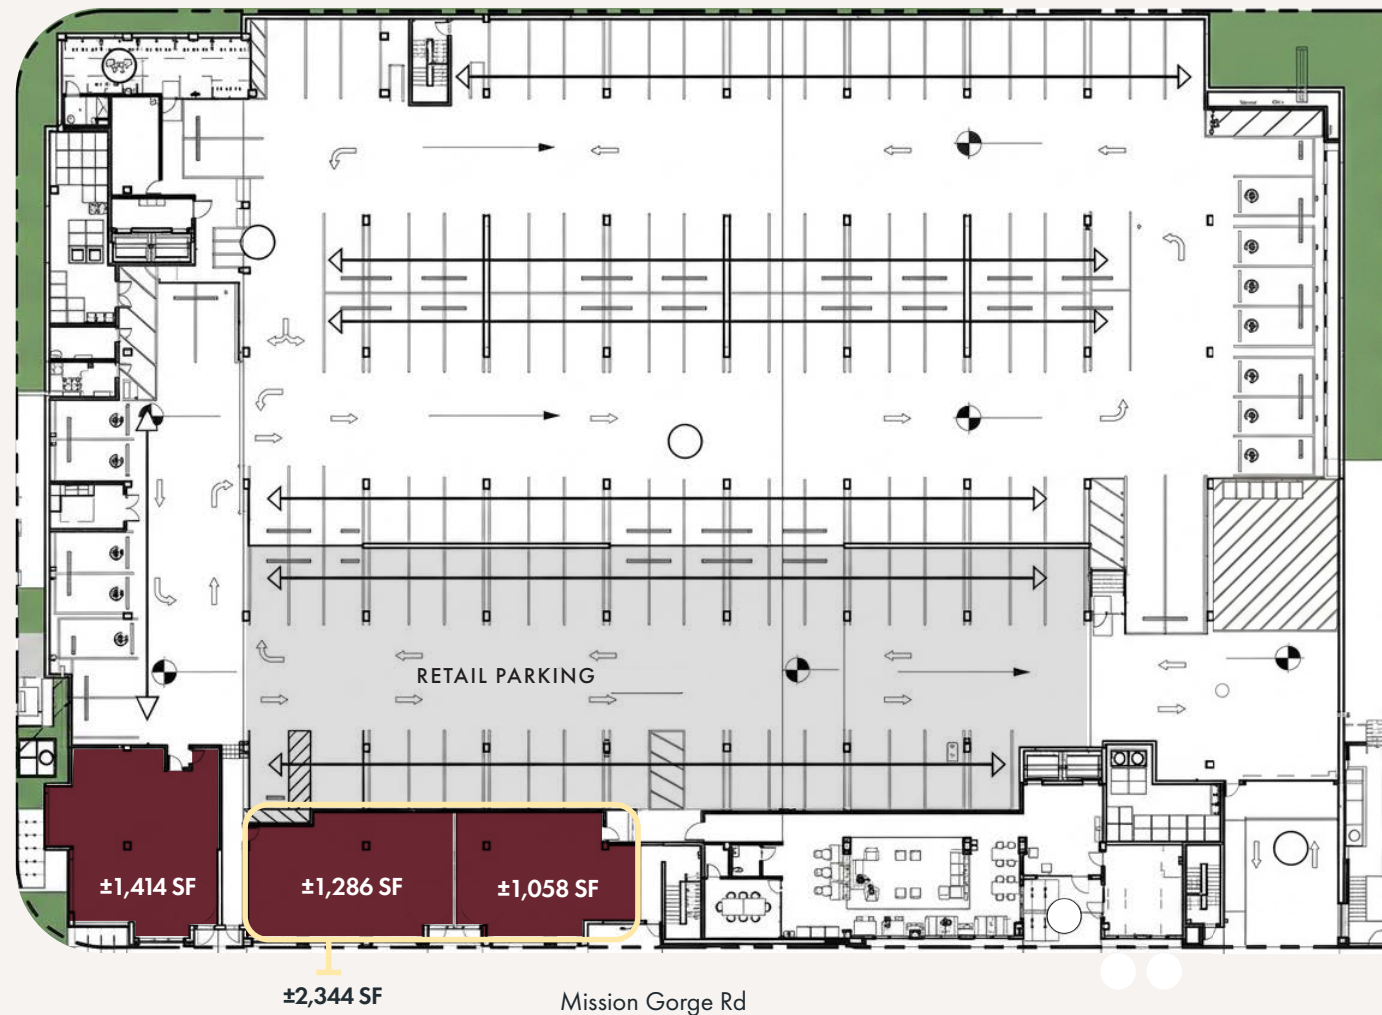 RETAIL PARKING
±1,414 SF
±1,286 SF
±1,058 SF
±2,344 SF
Mission Gorge Rd